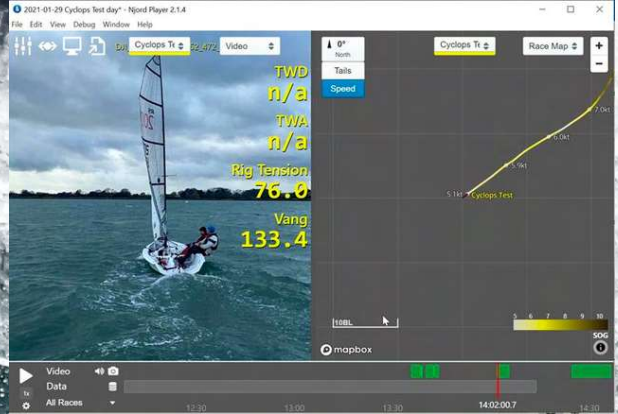 2021-01-29 Cyclops Test day* - Njord Player 2.1.4
File Edit View Debug Window Help
Cyclops Te
Video
Cyclops Te
Race Map
+
−
0°
North
Tails
Speed
TWD
n/a
TWA
n/a
Rig Tension
76.0
Vang
133.4
7.0kt
6.0kt
5.9kt
5.1kt Cyclops Test
10BL
5 6 7 8 9 10
SOG
mapbox
Video
Data
1x
All Races
12:30 13:00 13:30 14:02:00.7 14:30